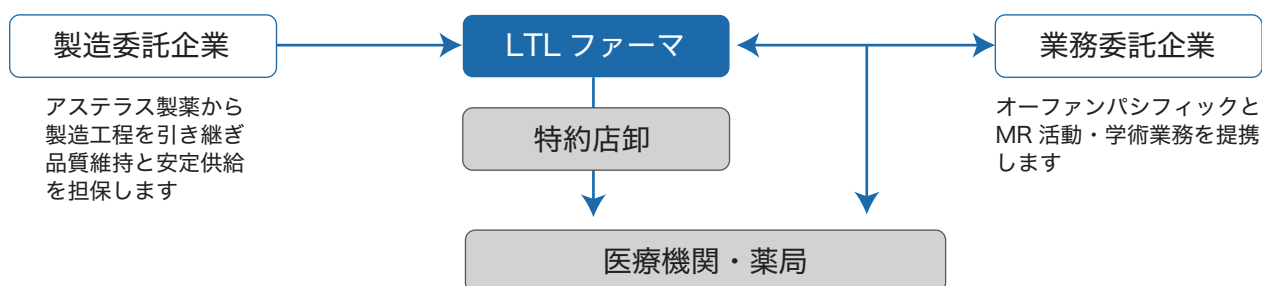 製造委託企業
LTL ファーマ
業務委託企業
アステラス製薬から
製造工程を引き継ぎ
品質維持と安定供給
を担保します
オーファンパシフィックと
MR 活動・学術業務を提携
します
特約店卸
医療機関・薬局